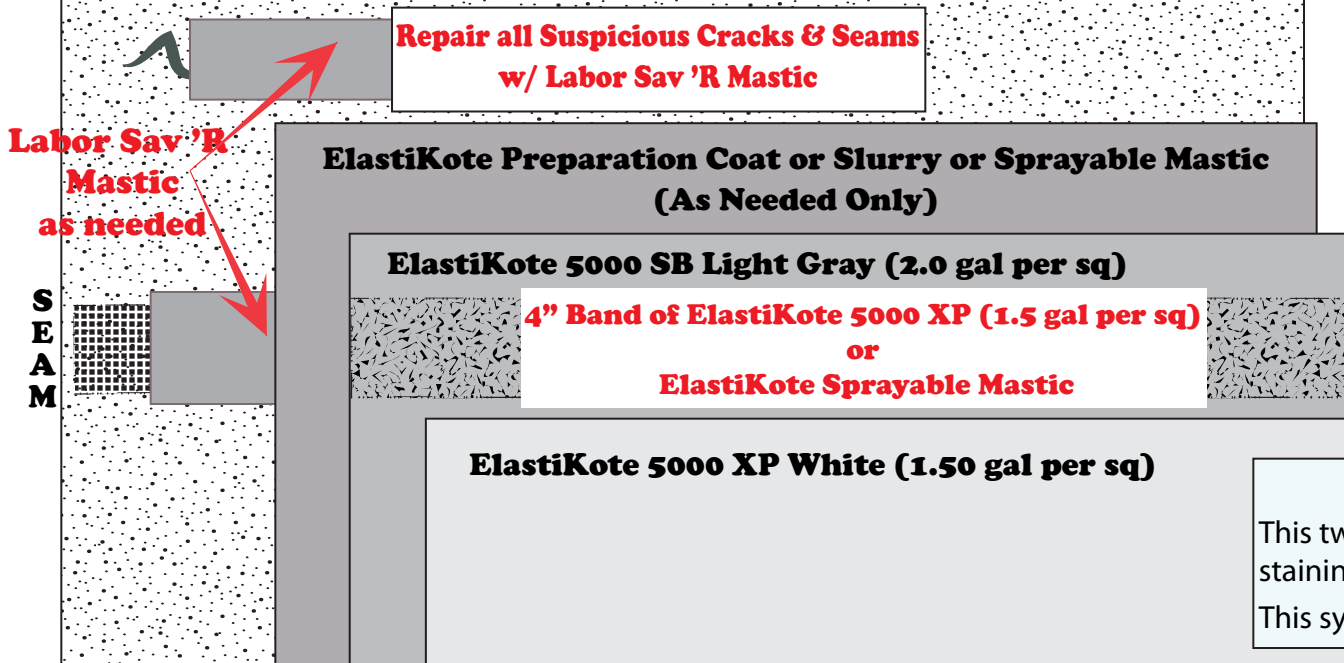 Repair all Suspicious Cracks & Seams
w/ Labor Sav ’R Mastic
Labor Sav ’R
Mastic
as needed
ElastiKote Preparation Coat or Slurry or Sprayable Mastic
(As Needed Only)
ElastiKote 5000 SB Light Gray (2.0 gal per sq)
SEAM
4” Band of ElastiKote 5000 XP (1.5 gal per sq)
or
ElastiKote Sprayable Mastic
ElastiKote 5000 XP White (1.50 gal per sq)
This
This